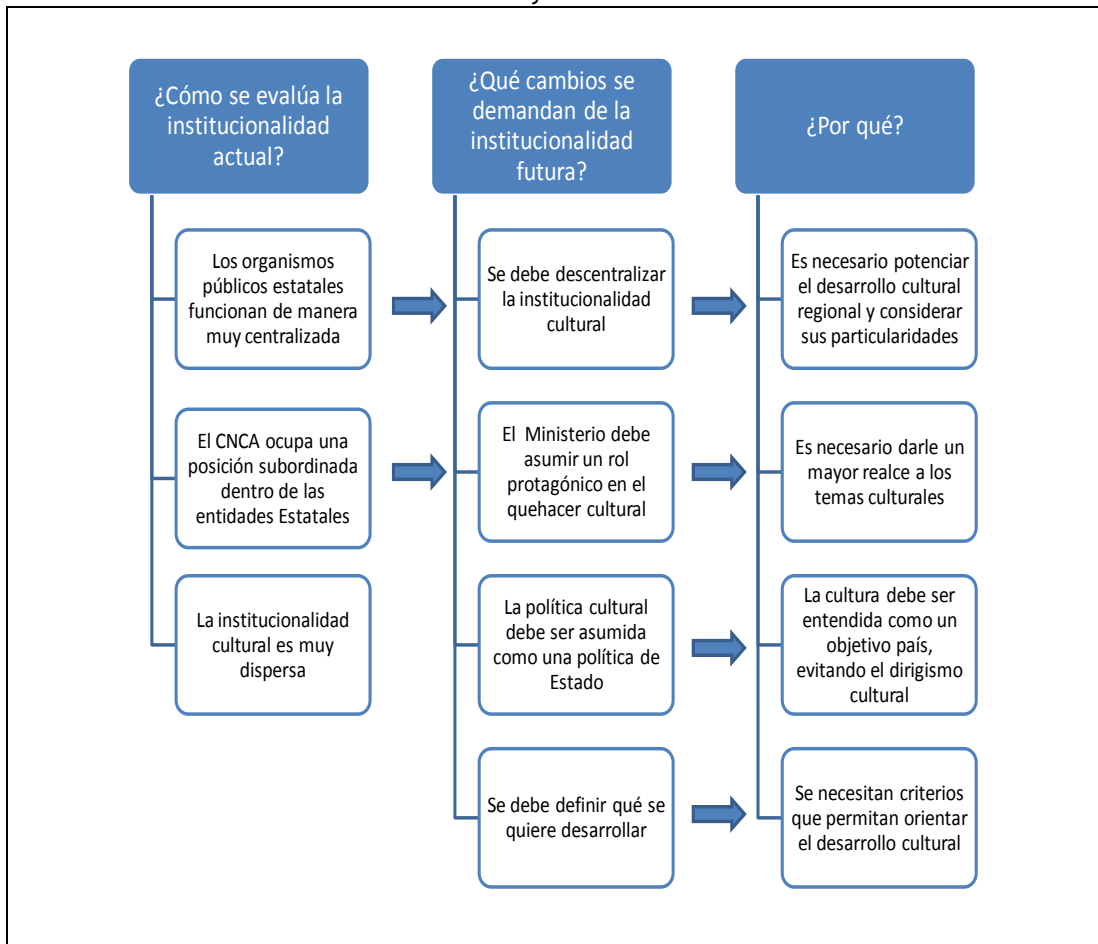 ¿Cómo se evalúa la
institucionalidad
actual?
¿Qué cambios se
demandan de la
institucionalidad
futura?
¿Por qué?
Los organismos
públicos estatales
funcionan de manera
muy centralizada
Se debe descentralizar
la institucionalidad
cultural
Es necesario potenciar
el desarrollo cultural
regional y considerar
sus particularidades
El CNCA ocupa una
posición subordinada
dentro de las
entidades Estatales
El Ministerio debe
asumir un rol
protagónico en el
quehacer cultural
Es necesario darle un
mayor realce a los
temas culturales
La institucionalidad
cultural es muy
dispersa
La política cultural
debe ser asumida
como una política de
Estado
La cultura debe ser
entendida como un
objetivo país,
evitando el dirigismo
cultural
Se debe definir qué se
quiere desarrollar
Se necesitan criterios
que permitan orientar
el desarrollo cultural